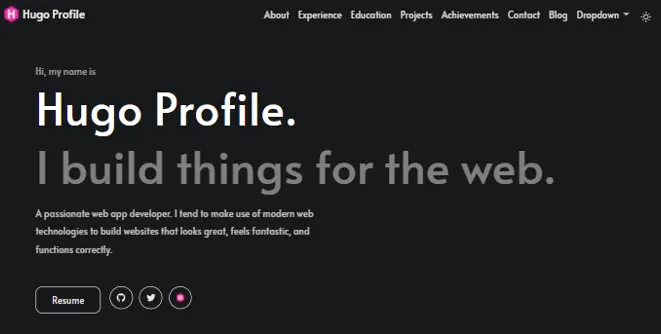 Hugo Profile
About Experience Education Projects Achievements Contact Blog Dropdown
Hi, my name is
Hugo Profile.
I build things for the web.
A passionate web app developer. I tend to make use of modern web
technologies to build websites that looks great, feels fantastic, and
functions correctly.
Resume